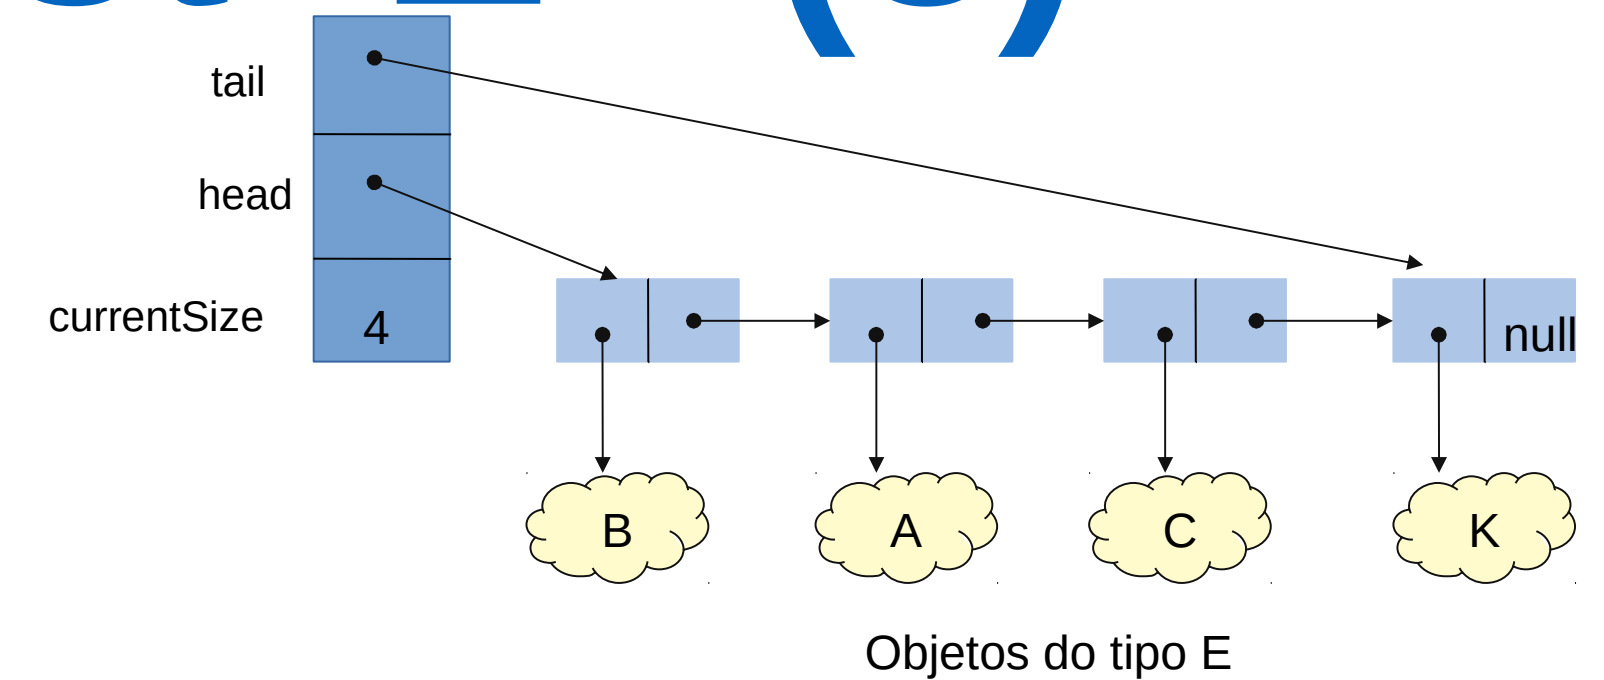 tail
head
currentSize
4
null
B
A
C
K
Objetos do tipo E